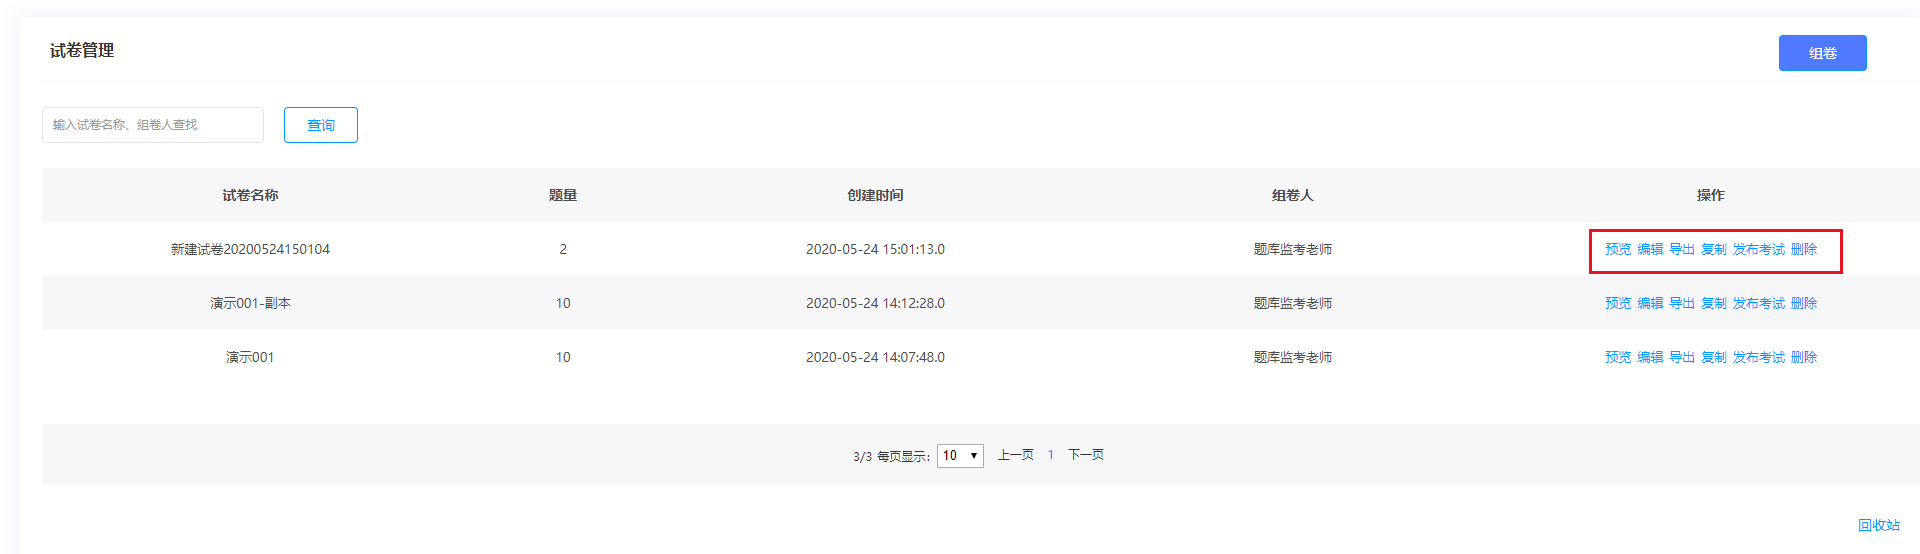 试卷管理
组卷
输入试卷名称、组卷人查找 查询
试卷名称 题量 创建时间 组卷人 操作
新建试卷20200524150104 2 2020-05-24 15:01:13.0 题库监考老师 预览 编辑 导出 复制 发布考试 删除
演示001-副本 10 2020-05-24 14:12:28.0 题库监考老师 预览 编辑 导出 复制 发布考试 删除
演示001 10 2020-05-24 14:07:48.0 题库监考老师 预览 编辑 导出 复制 发布考试 删除
3/3 每页显示: 10 上一页 1 下一页
回收站